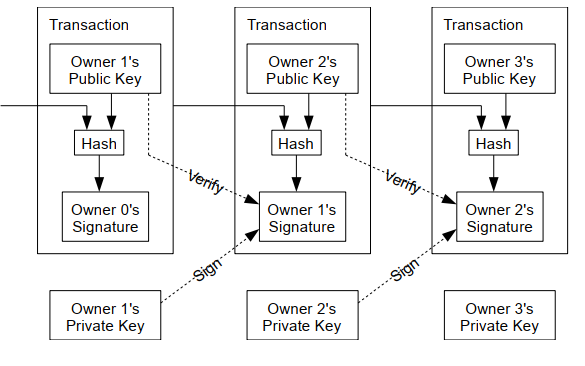 Transaction
Transaction
Transaction
Owner 1's
Public Key
Owner 2's
Public Key
Owner 3's
Public Key
Hash
Hash
Hash
Verify
Verify
Owner 0's
Signature
Owner 1's
Signature
Owner 2's
Signature
Sign
Sign
Owner 1's
Private Key
Owner 2's
Private Key
Owner 3's
Private Key